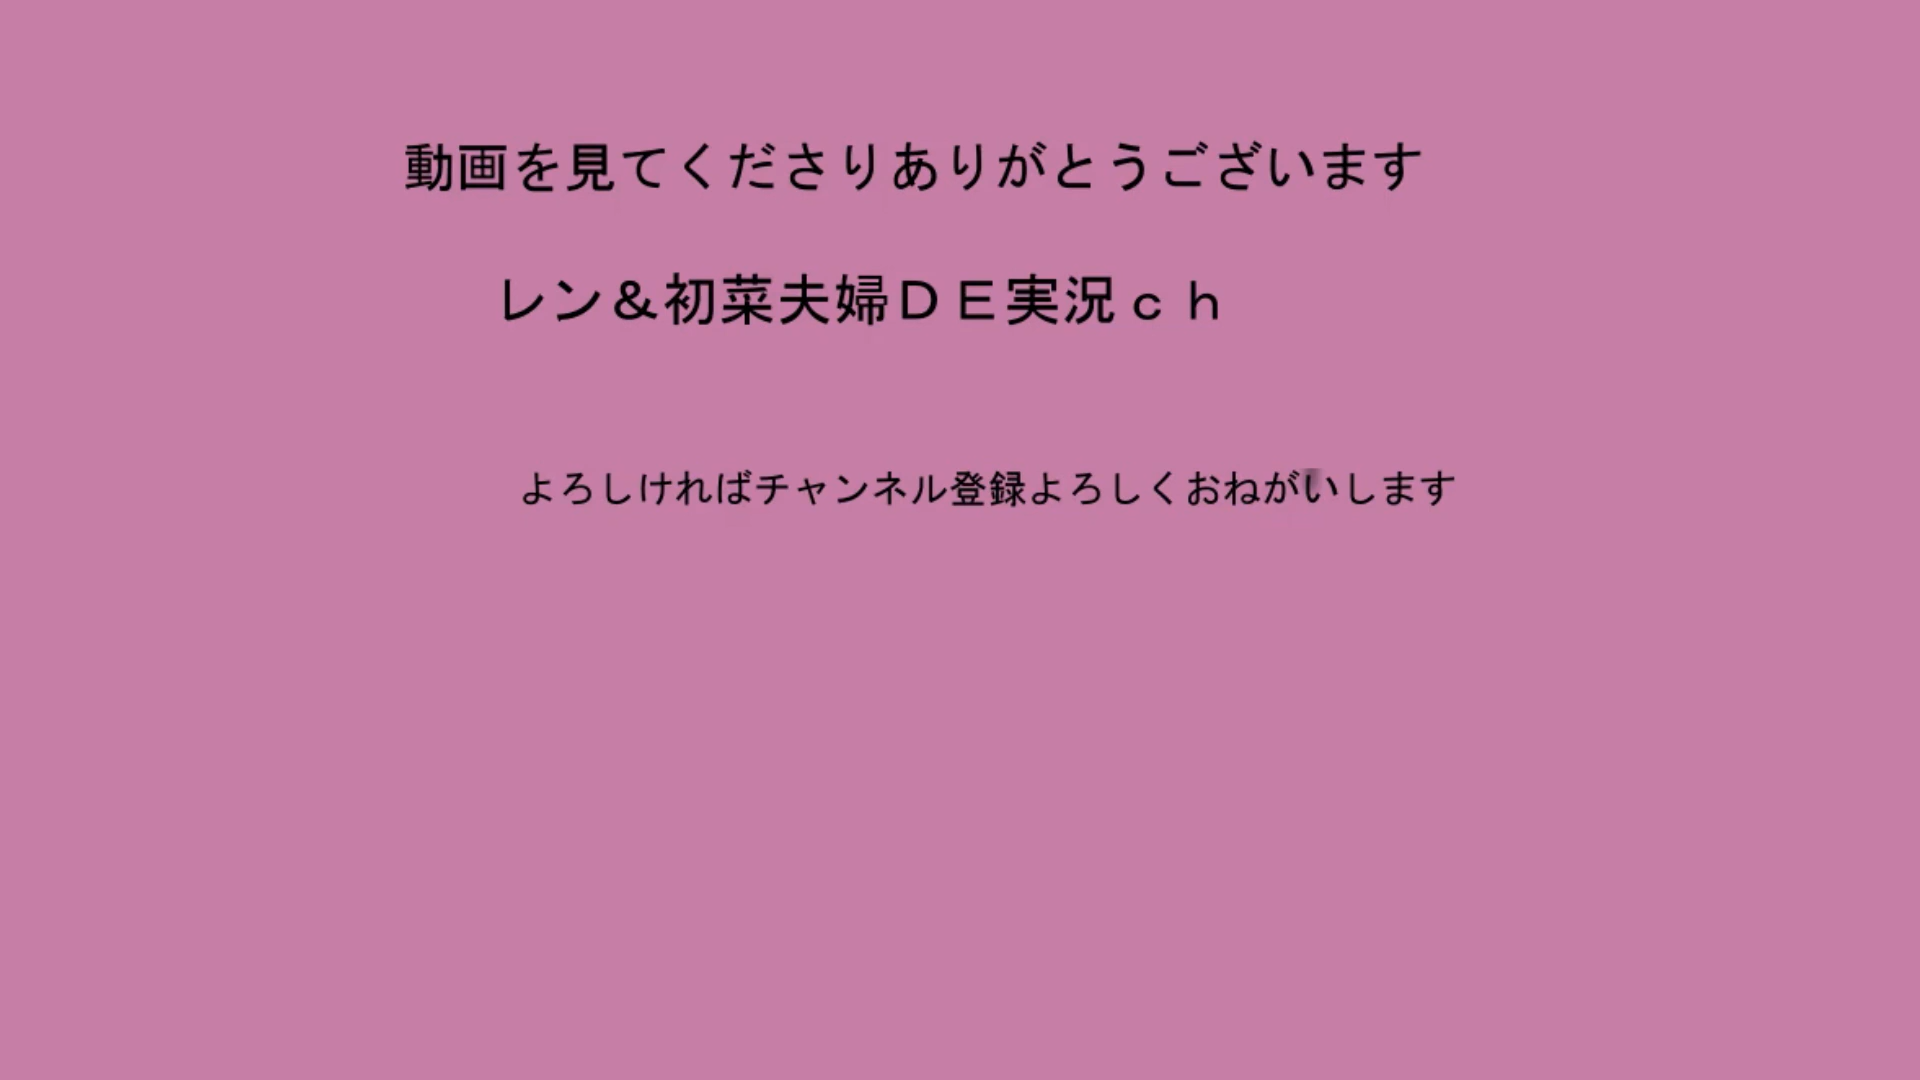 動画を見てくださりありがとうございます
レン＆初菜夫婦ＤＥ実況ｃｈ
よろしければチャンネル登録よろしくおねがいします